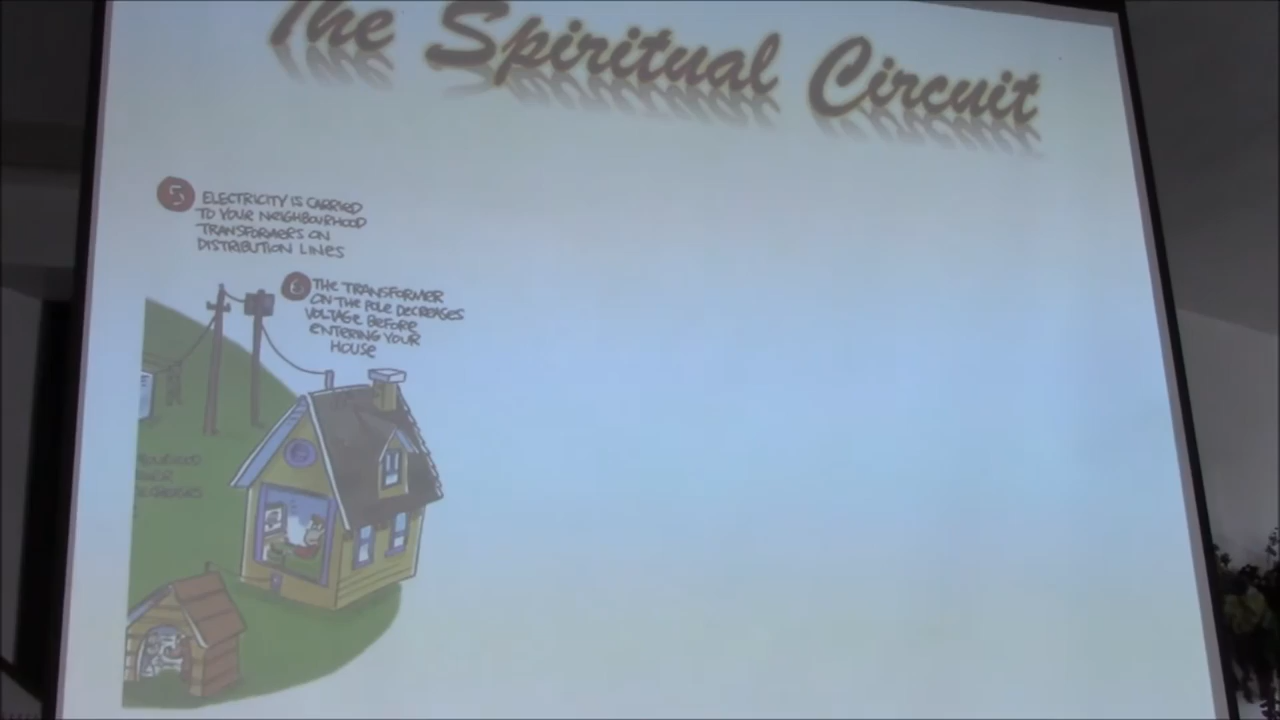 The Spiritual Circuit
5
ELECTRICITY IS CARRIED
TO YOUR NEIGHBOURHOOD
TRANSFORMERS ON
DISTRIBUTION LINES
6
THE TRANSFORMER
ON THE POLE DECREASES
VOLTAGE BEFORE
ENTERING YOUR
HOUSE